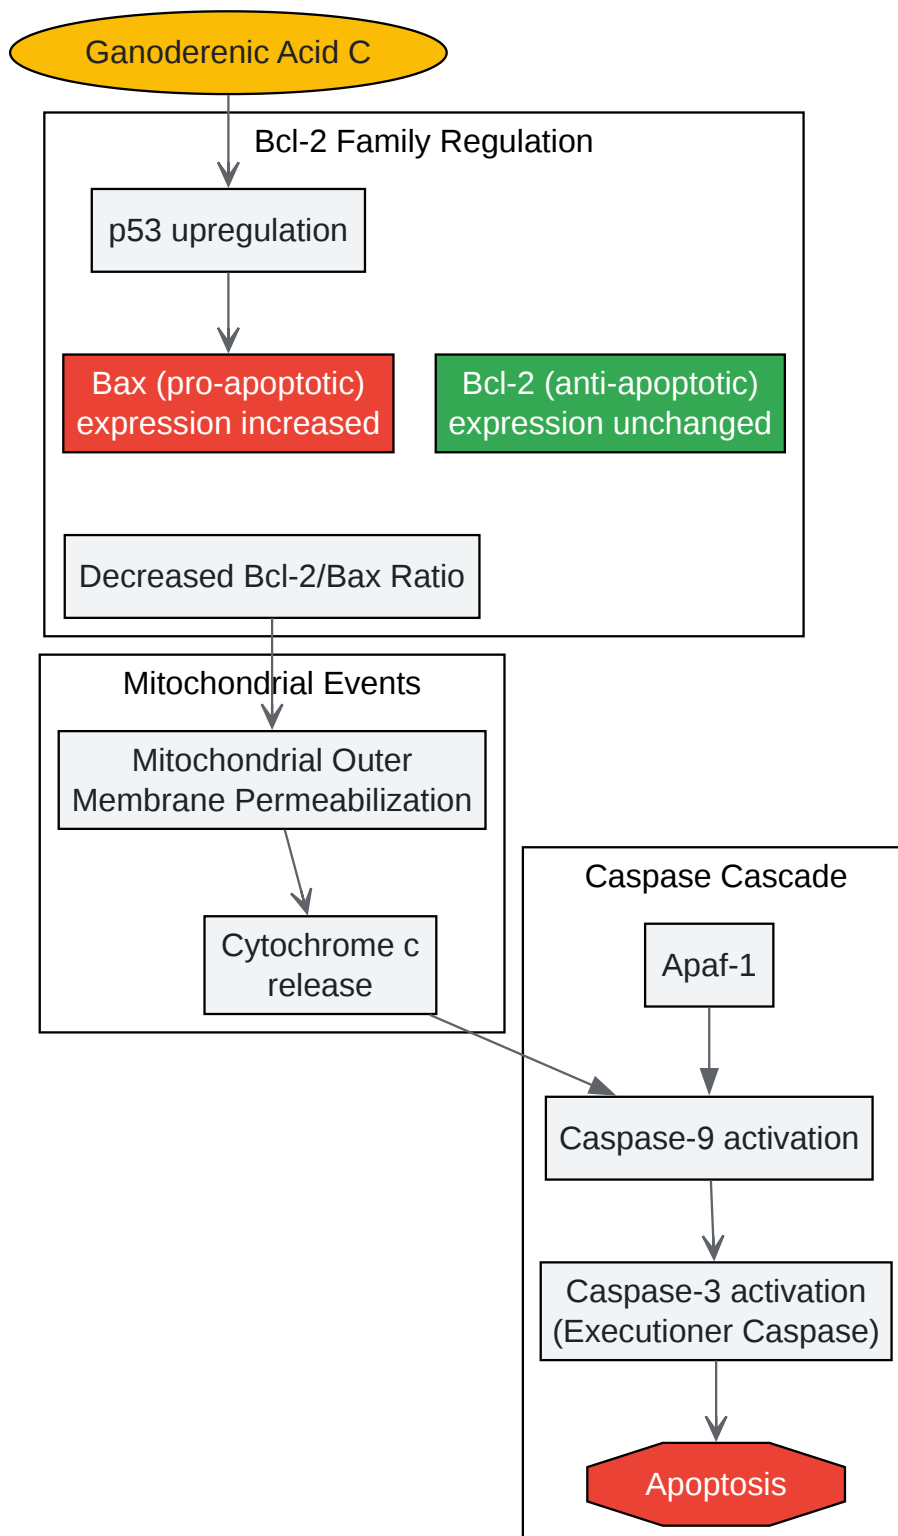 Ganoderenic Acid C
Bcl-2 Family Regulation
p53 upregulation
Bax (pro-apoptotic)
expression increased
Bcl-2 (anti-apoptotic)
expression unchanged
Decreased Bcl-2/Bax Ratio
Mitochondrial Events
Mitochondrial Outer
Membrane Permeabilization
Cytochrome c
release
Caspase Cascade
Apaf-1
Caspase-9 activation
Caspase-3 activation
(Executioner Caspase)
Apoptosis